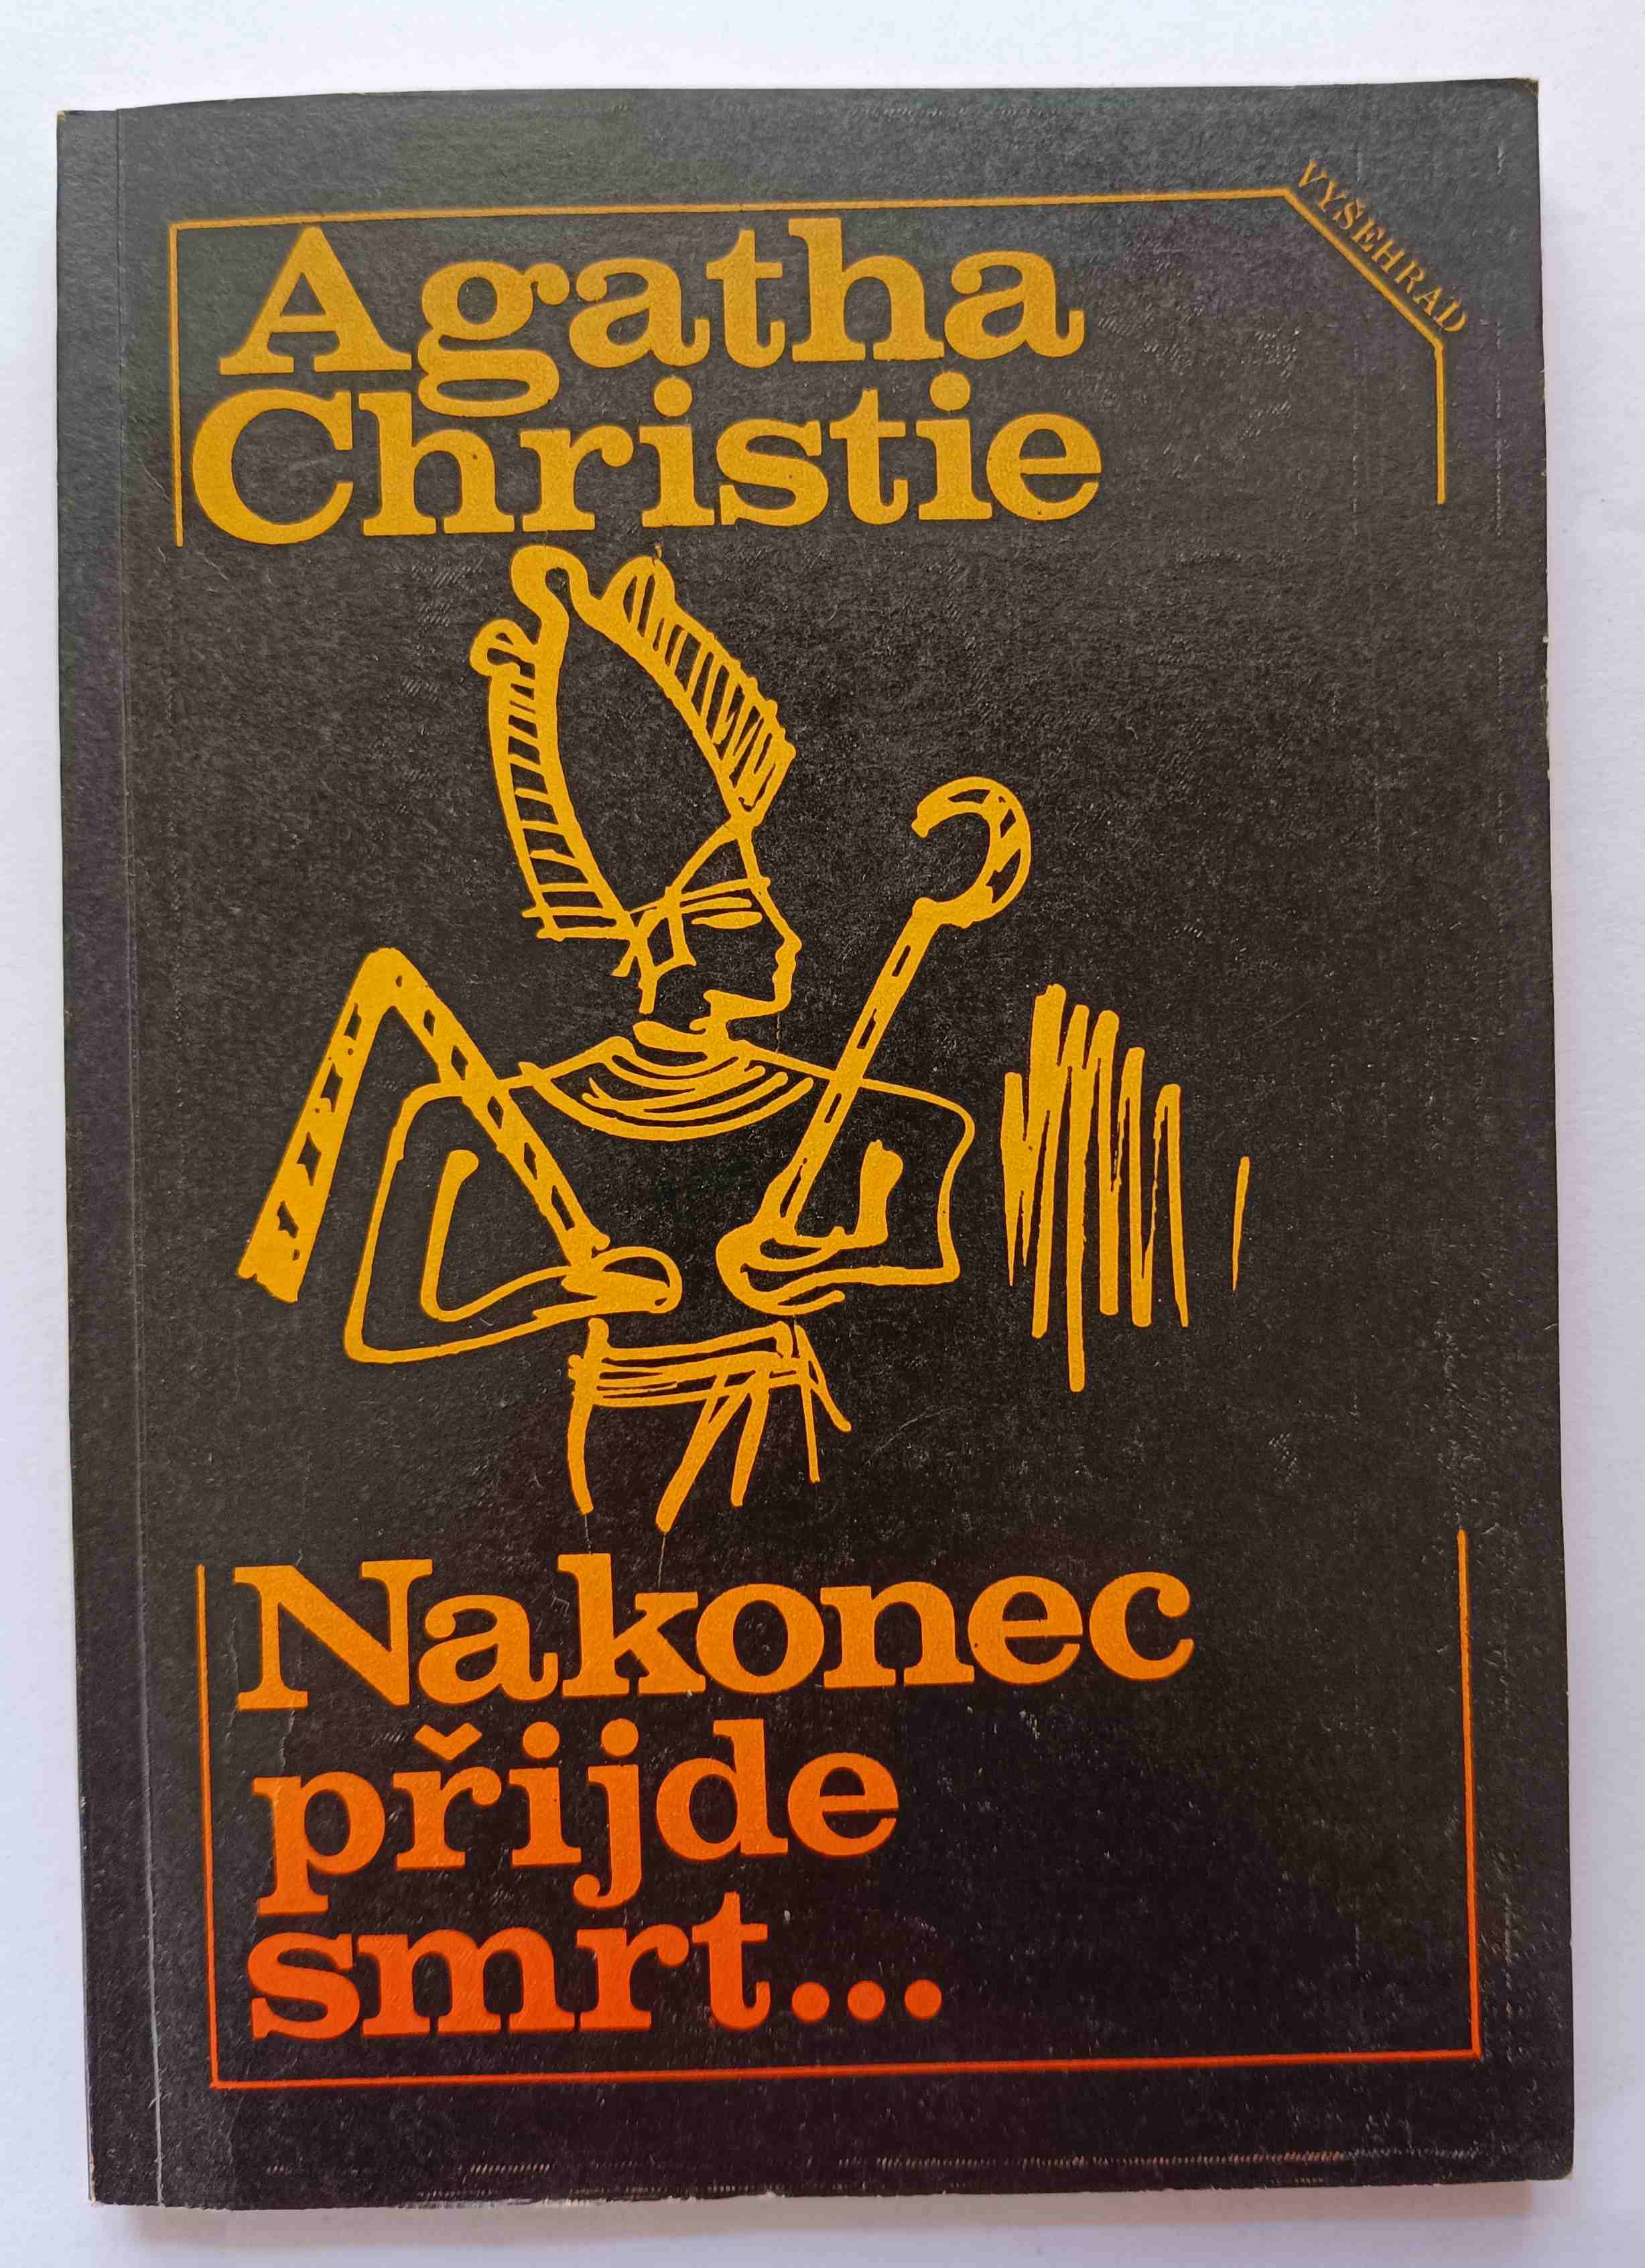 VYŠEHRAD
Agatha
Christie
Nakonec
přijde
smrt...